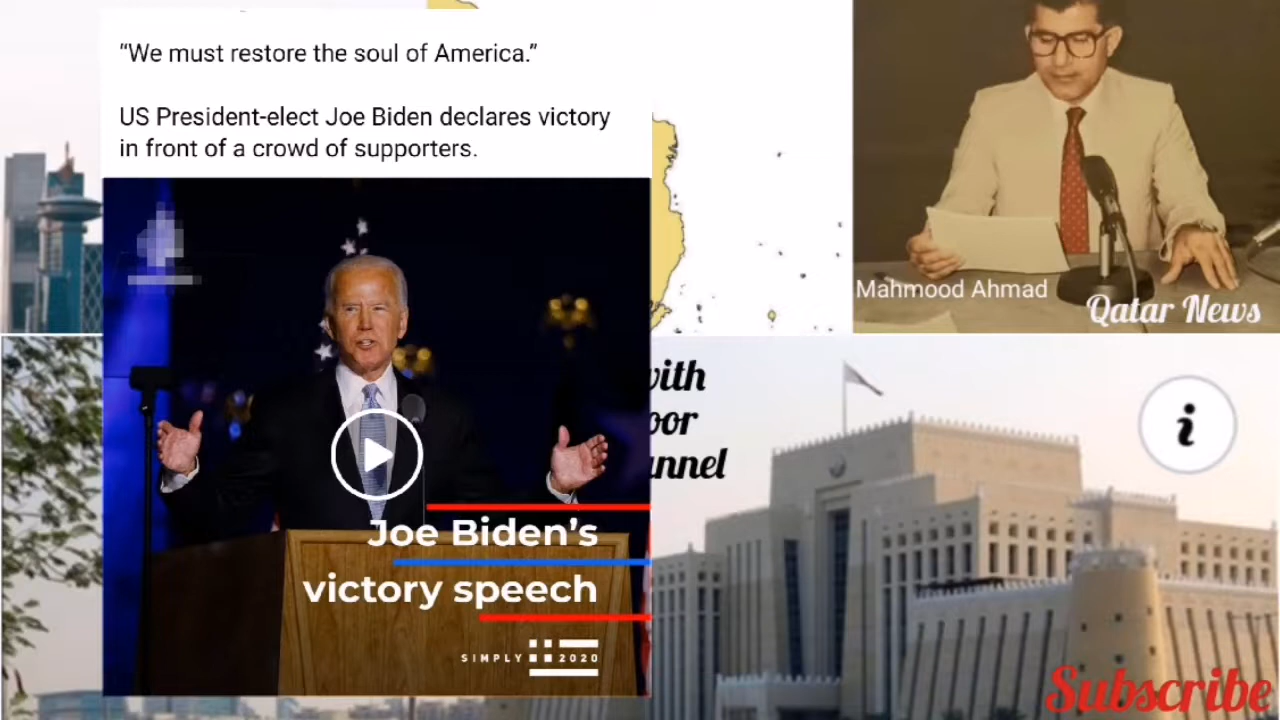 “We must restore the soul of America.”
US President-elect Joe Biden declares victory
in front of a crowd of supporters.
Joe Biden’s
victory speech
SIMPLY 2020
Mahmood Ahmad
Qatar News
i
Subscribe